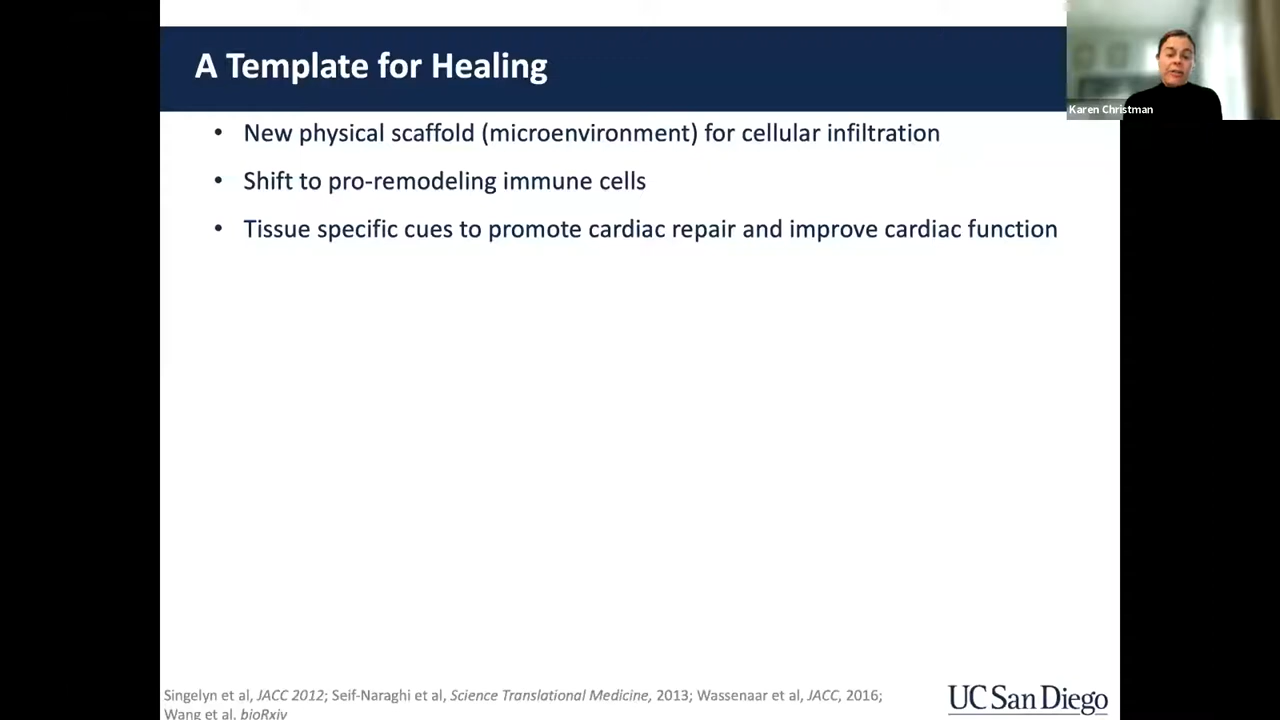 A Template for Healing
Karen Christman
• New physical scaffold (microenvironment) for cellular infiltration
• Shift to pro-remodeling immune cells
• Tissue specific cues to promote cardiac repair and improve cardiac function
Singelyn et al, JACC 2012; Seif-Naraghi et al, Science Translational Medicine, 2013; Wassenaar et al, JACC, 2016;
Wang et al. bioRxiv
UC San Diego